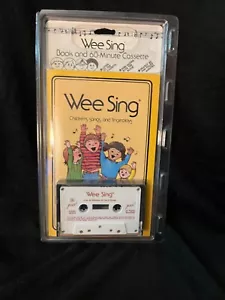 Wee Sing
Book and 60-Minute Cassette
Wee Sing®
Children's songs and fingerplays
Wee Sing®